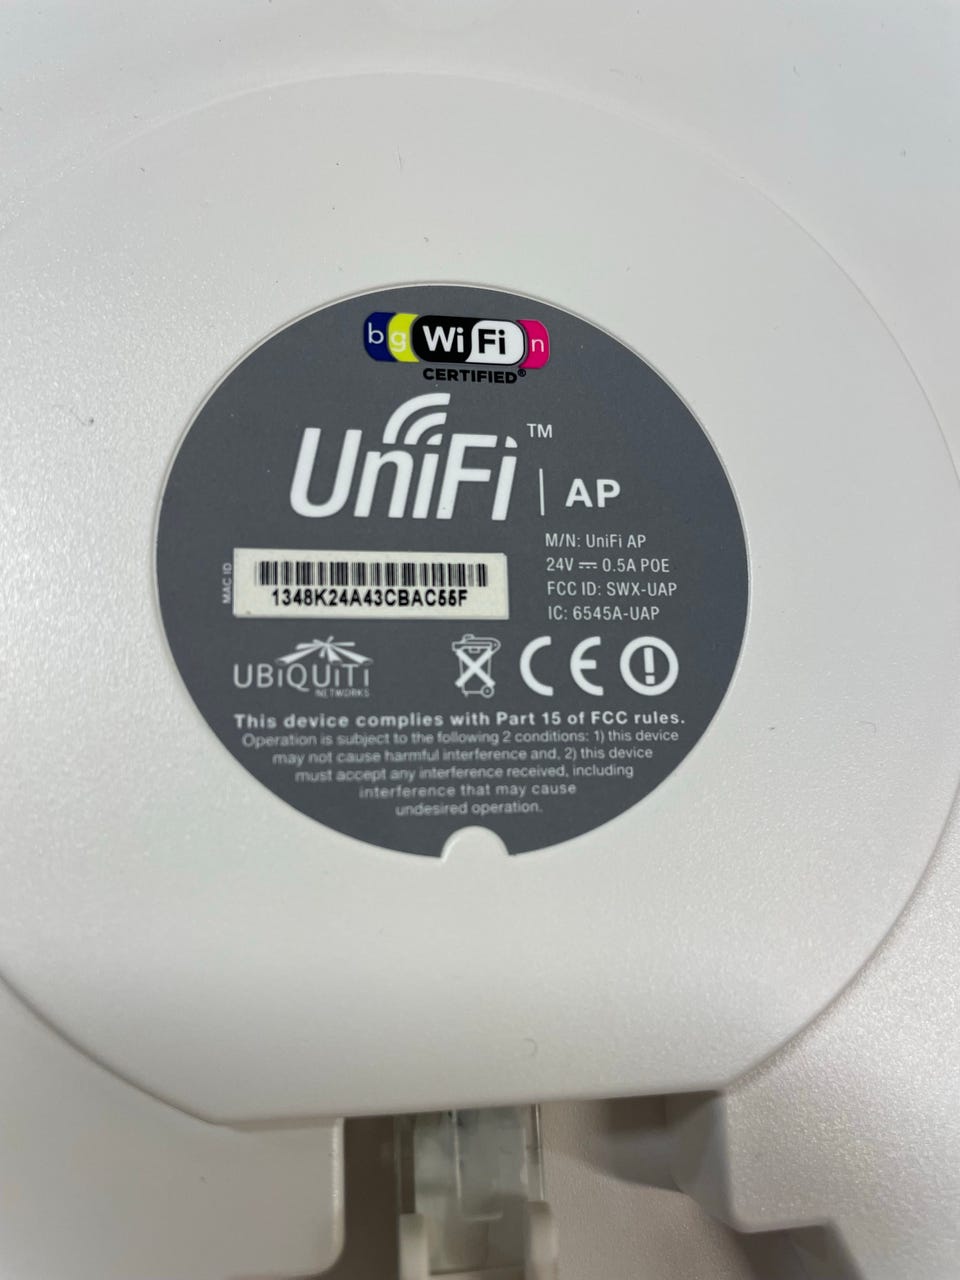 b g WiFi n
CERTIFIED®
UniFi™ | AP
M/N: UniFi AP
24V ⎓ 0.5A POE
FCC ID: SWX-UAP
IC: 6545A-UAP
MAC ID
1348K24A43CBAC55F
UBiQUiTi
NETWORKS
CE
This device complies with Part 15 of FCC rules.
Operation is subject to the following 2 conditions: 1) this device
may not cause harmful interference and, 2) this device
must accept any interference received, including
interference that may cause
undesired operation.